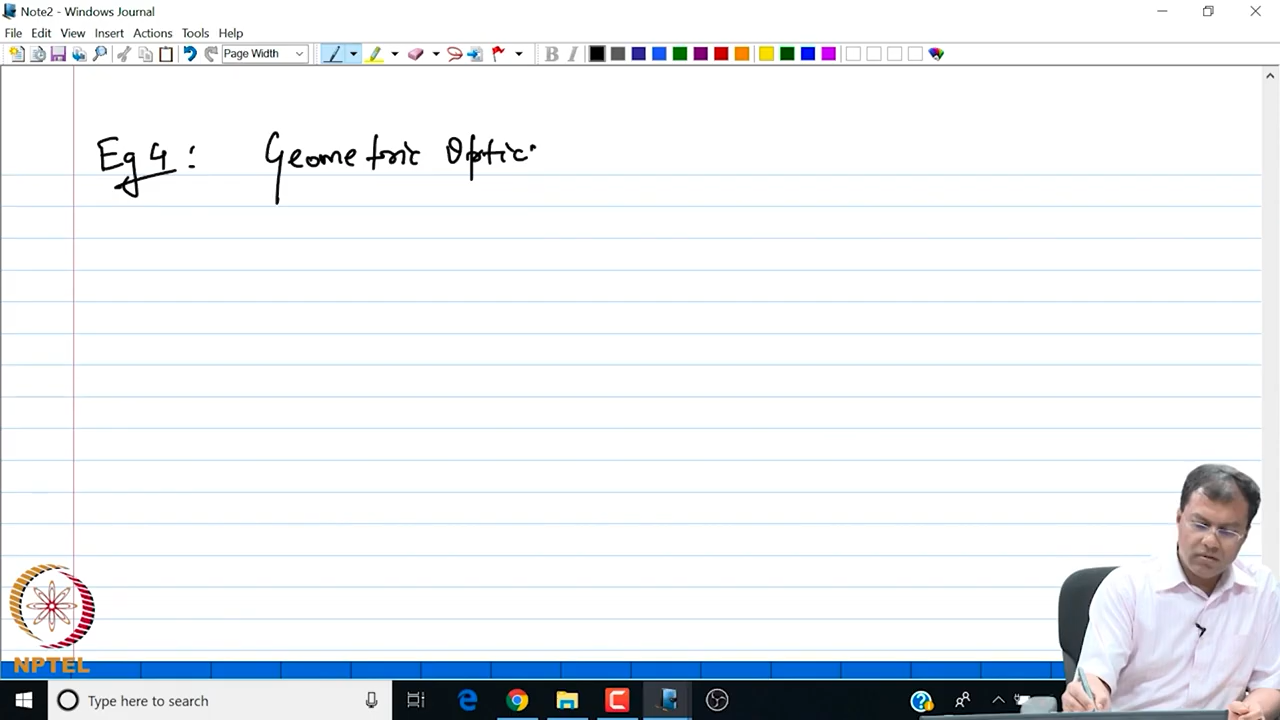 Note2 - Windows Journal
File Edit View Insert Actions Tools Help
Page Width
B I
Eg 4 : Geometric Optic
NPTEL
Type here to search